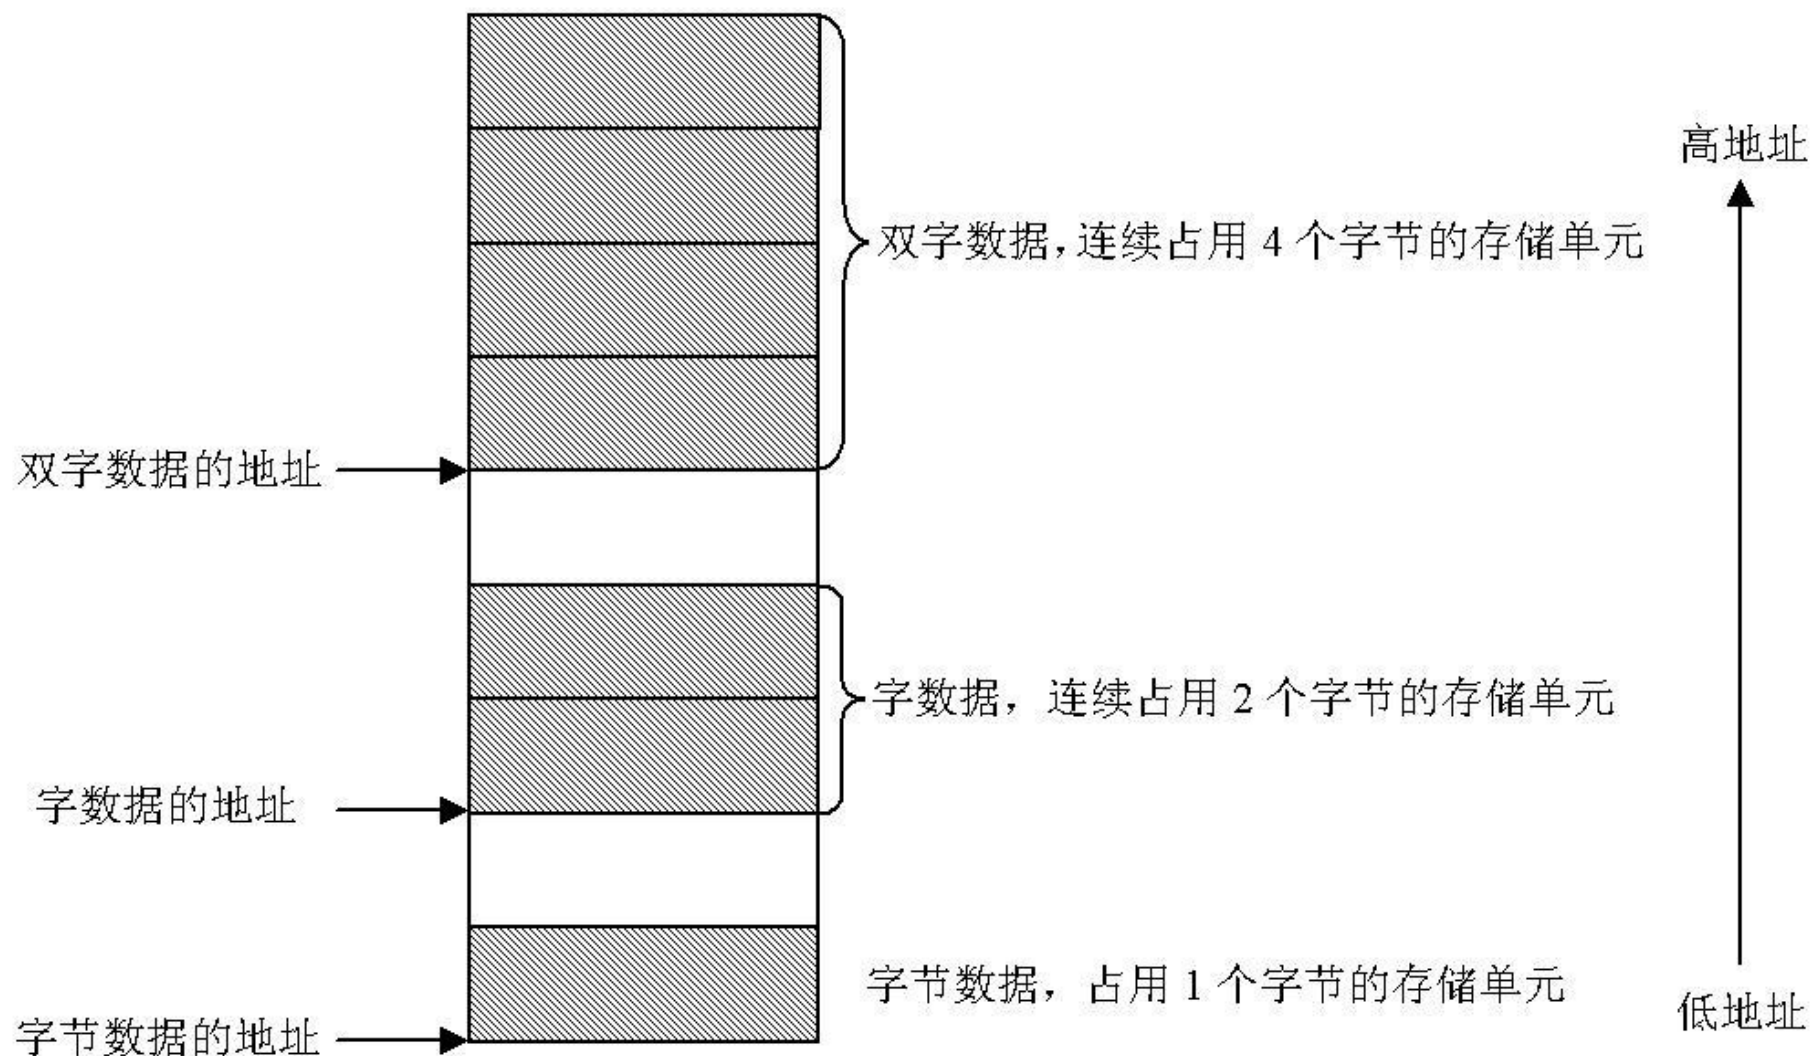 高地址
双字数据,连续占用 4 个字节的存储单元
双字数据的地址
字数据，连续占用 2 个字节的存储单元
字数据的地址
字节数据，占用 1 个字节的存储单元
低地址
字节数据的地址